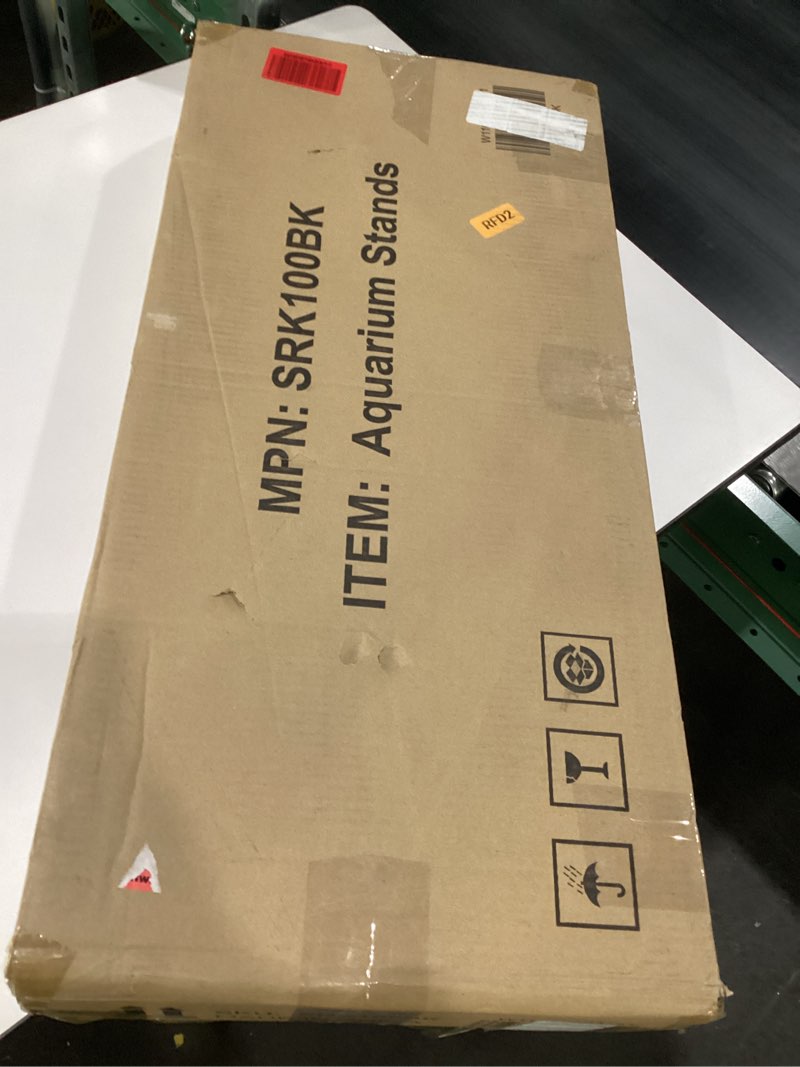 MPN: SRK100BK
ITEM: Aquarium Stands
RFD2